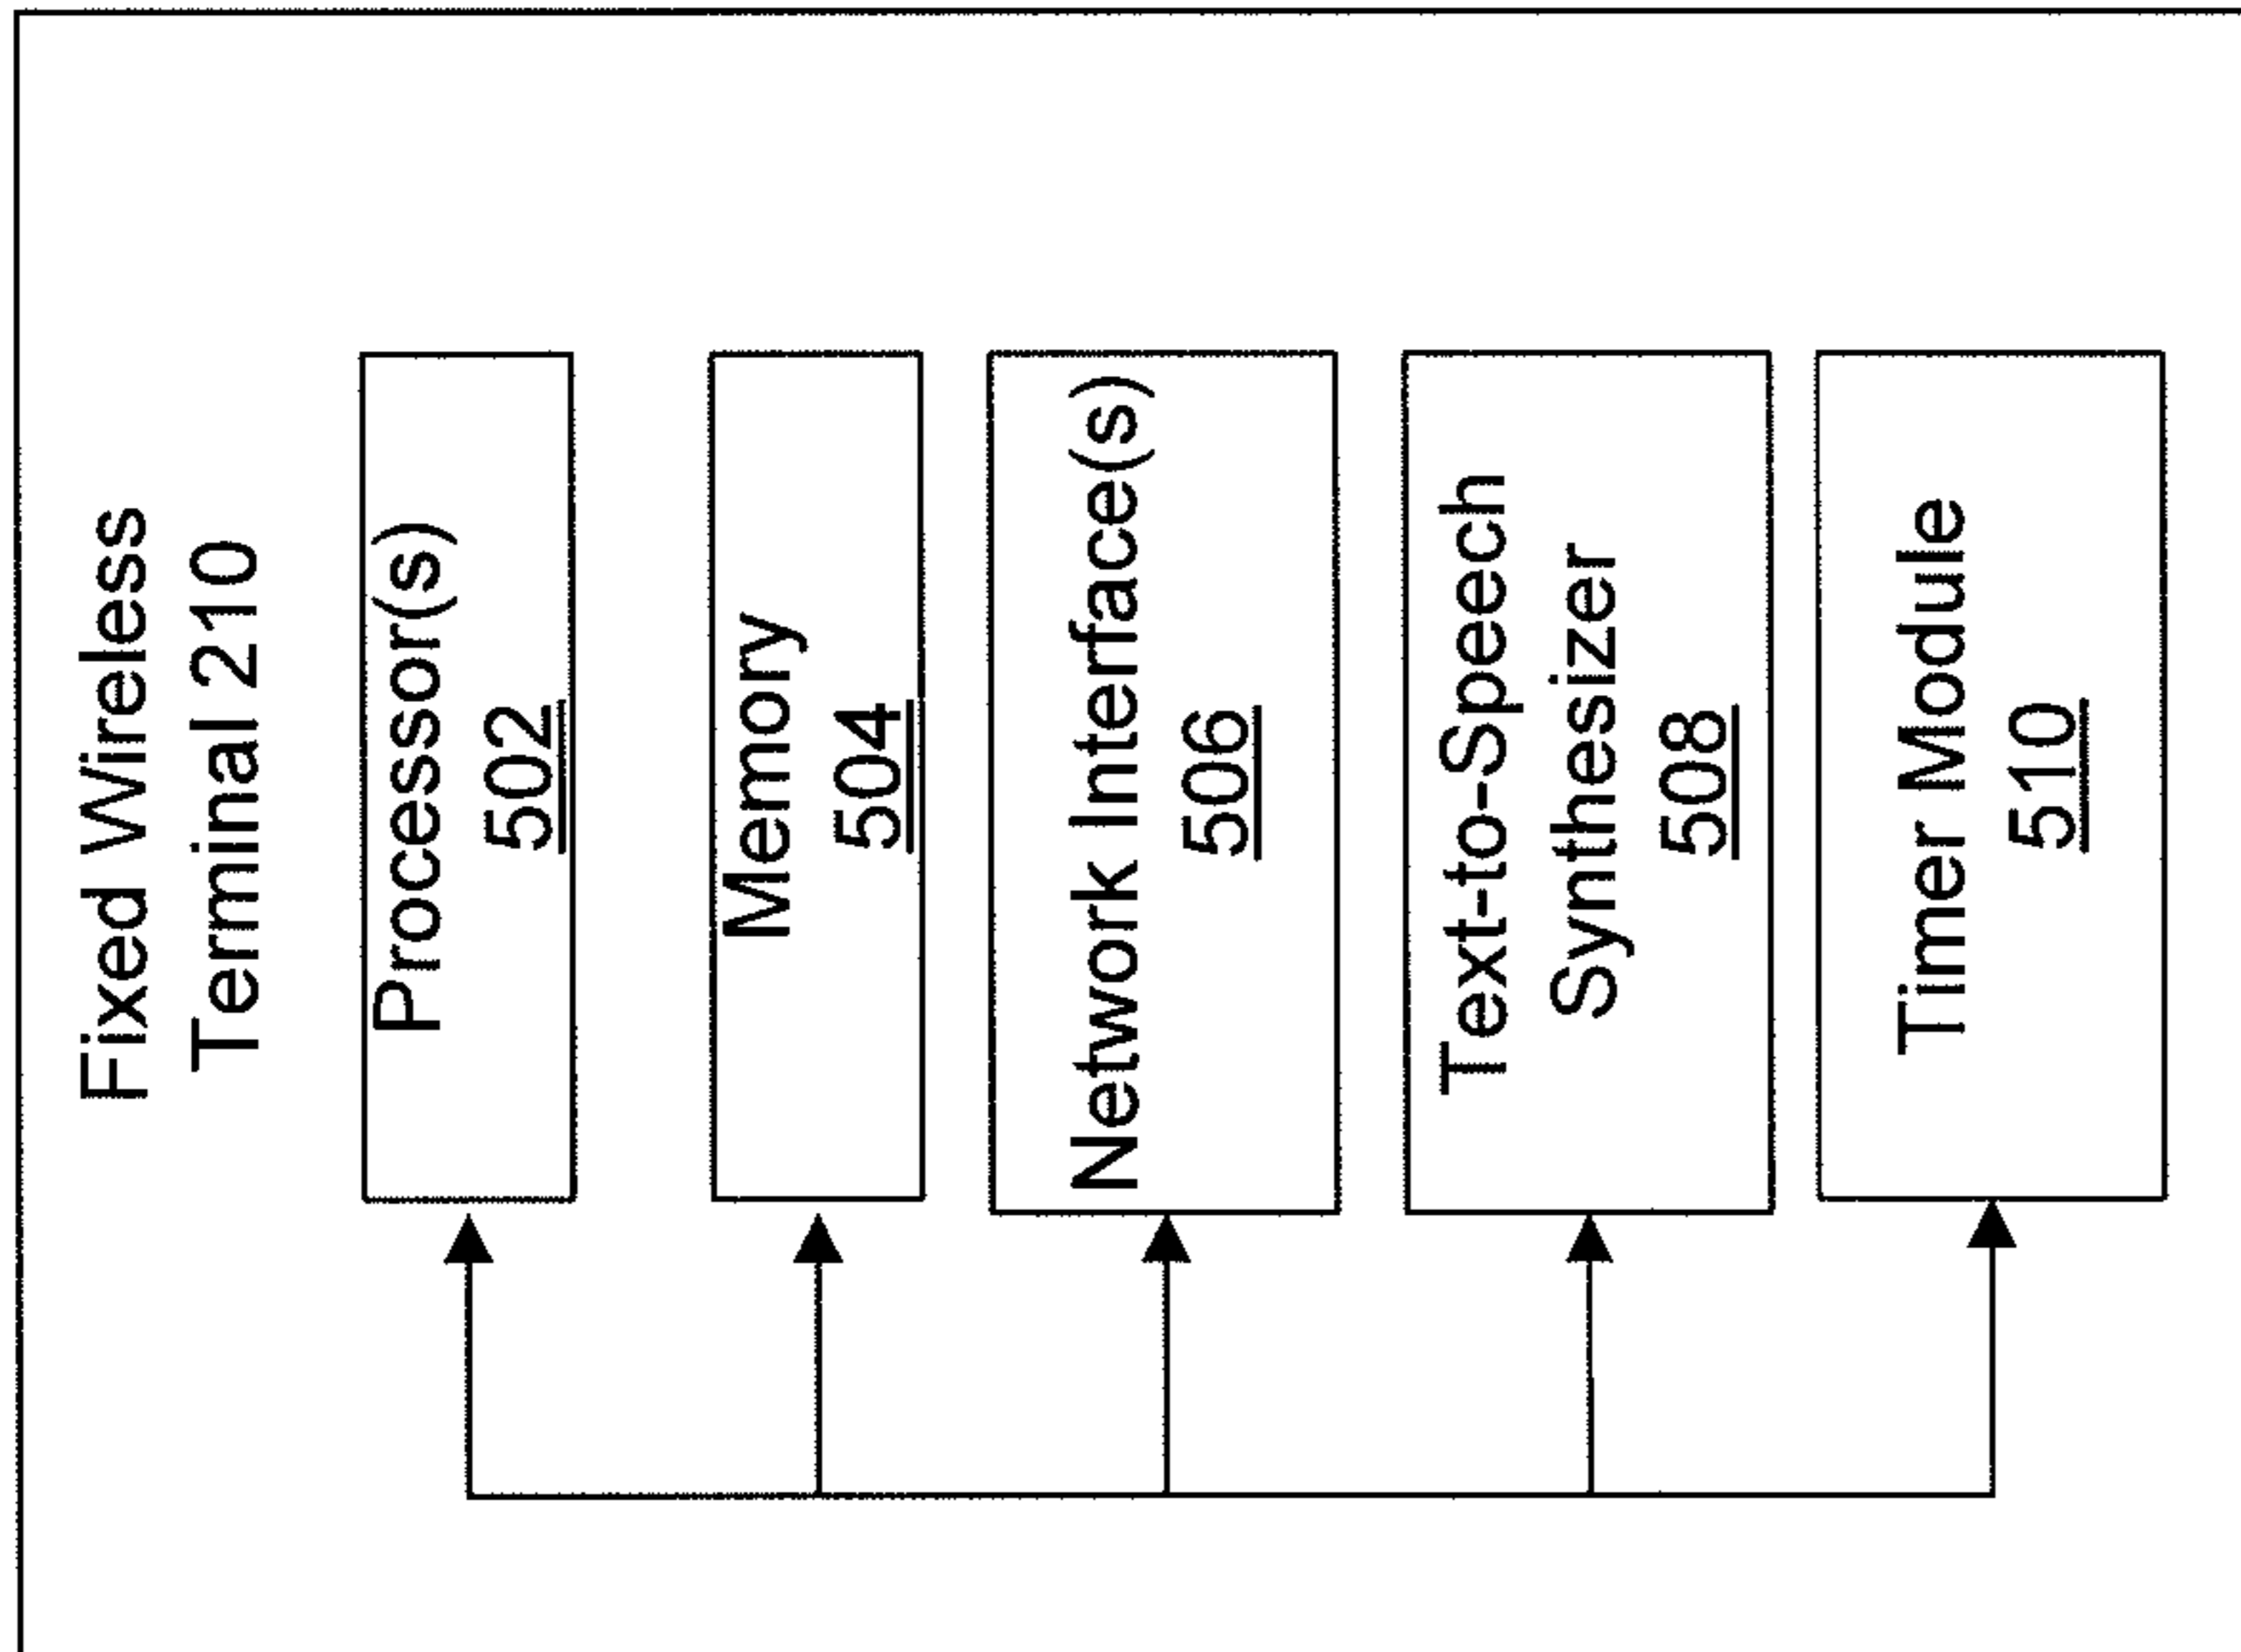 Fixed Wireless
Terminal 210
Processor(s)
502
Memory
504
Network Interface(s)
506
Text-to-Speech
Synthesizer
508
Timer Module
510